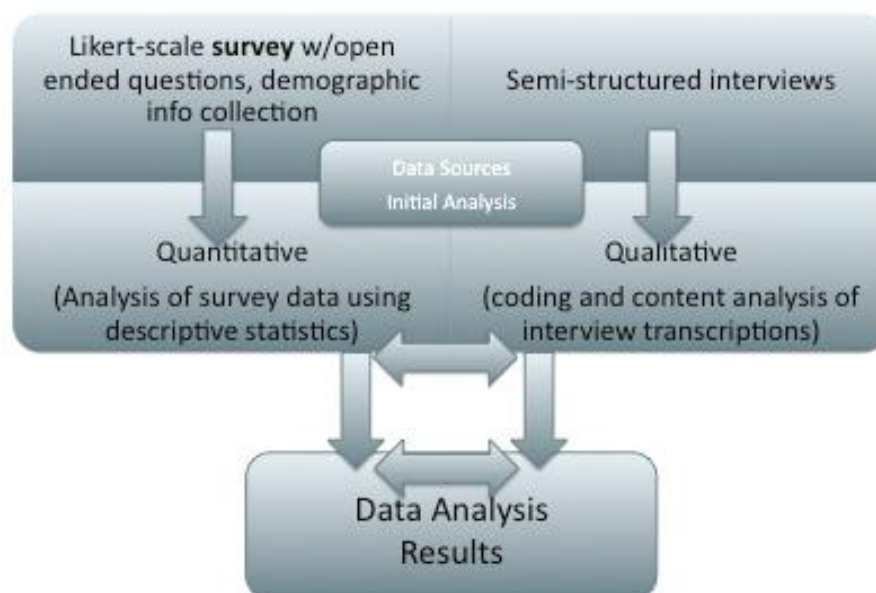 Likert-scale survey w/open
ended questions, demographic
info collection
Semi-structured interviews
Data Sources
Initial Analysis
Quantitative
(Analysis of survey data using
descriptive statistics)
Qualitative
(coding and content analysis of
interview transcriptions)
Data Analysis
Results